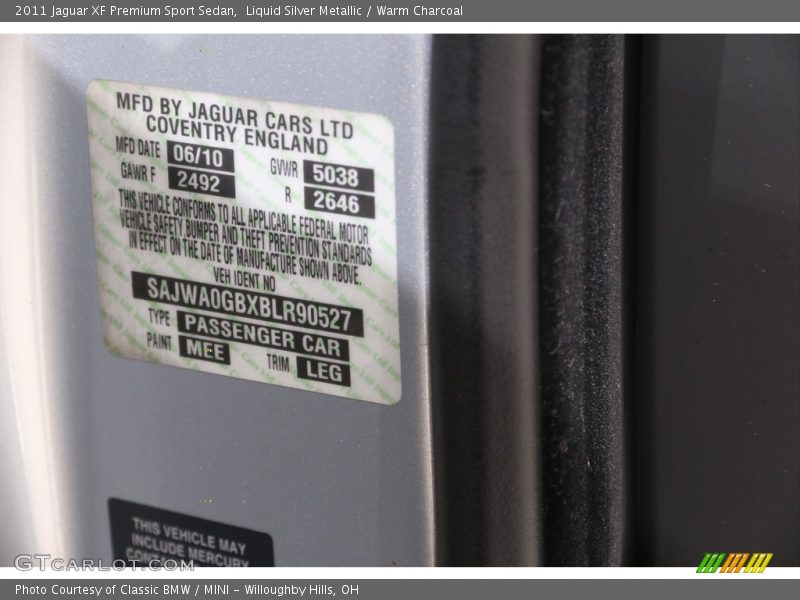 2011 Jaguar XF Premium Sport Sedan,  Liquid Silver Metallic / Warm Charcoal
MFD BY JAGUAR CARS LTD
COVENTRY ENGLAND
MFD DATE 06/10 GVWR 5038
GAWR F 2492 R 2646
THIS VEHICLE CONFORMS TO ALL APPLICABLE FEDERAL MOTOR
VEHICLE SAFETY BUMPER AND THEFT PREVENTION STANDARDS
IN EFFECT ON THE DATE OF MANUFACTURE SHOWN ABOVE.
VEH IDENT NO
SAJWA0GBXBLR90527
TYPE PASSENGER CAR
PAINT MEE TRIM LEG
THIS VEHICLE MAY
INCLUDE MERCURY
GTcarlot.com
Photo Courtesy of Classic BMW / MINI - Willoughby Hills, OH